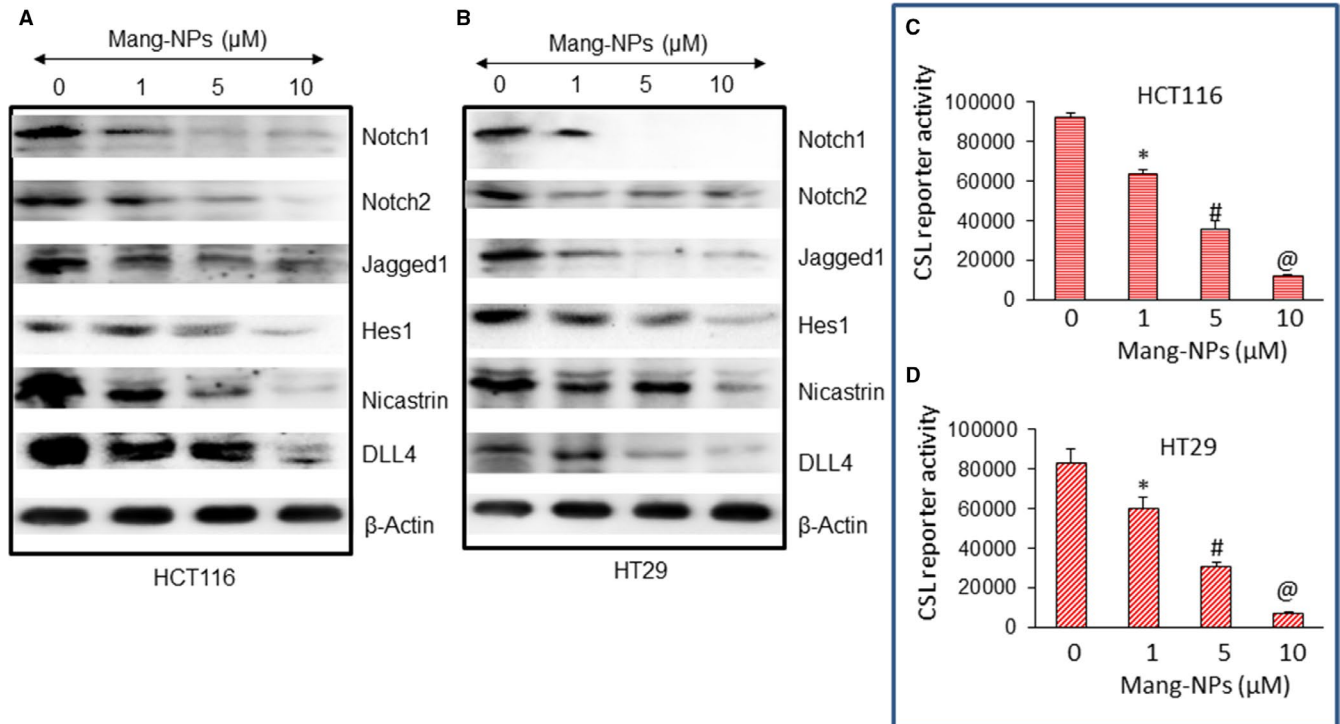 A
Mang-NPs (µM)
0 1 5 10
Notch1
Notch2
Jagged1
Hes1
Nicastrin
DLL4
β-Actin
HCT116
B
Mang-NPs (µM)
0 1 5 10
Notch1
Notch2
Jagged1
Hes1
Nicastrin
DLL4
β-Actin
HT29
C
HCT116
CSL reporter activity
100000
80000
60000
40000
20000
0
*
#
@
0 1 5 10
Mang-NPs (µM)
D
HT29
CSL reporter activity
100000
80000
60000
40000
20000
0
*
#
@
0 1 5 10
Mang-NPs (µM)